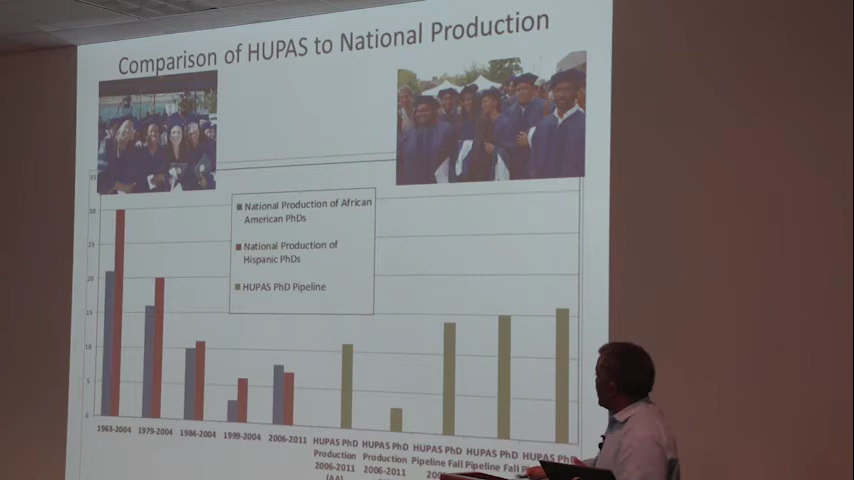 Comparison of HUPAS to National Production
35
30
25
20
15
10
5
0
National Production of African
American PhDs
National Production of
Hispanic PhDs
HUPAS PhD Pipeline
1963-2004
1979-2004
1984-2004
1999-2004
2006-2011
HUPAS PhD
Production
2006-2011
(AA)
HUPAS PhD
Production
2006-2011
HUPAS PhD
Pipeline Fall
HUPAS PhD
Pipeline Fall
HUPAS PhD